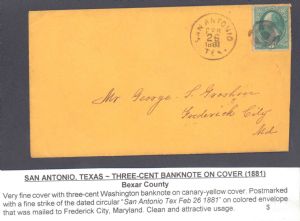 SAN ANTONIO
26
1881
TEX.
Mr George S. Groshon
Frederick City
Md
SAN ANTONIO, TEXAS ~ THREE-CENT BANKNOTE ON COVER (1881)
Bexar County
Very fine cover with three-cent Washington banknote on canary-yellow cover. Postmarked
with a fine strike of the dated circular "San Antonio Tex Feb 26 1881" on colored envelope
that was mailed to Frederick City, Maryland. Clean and attractive usage. $